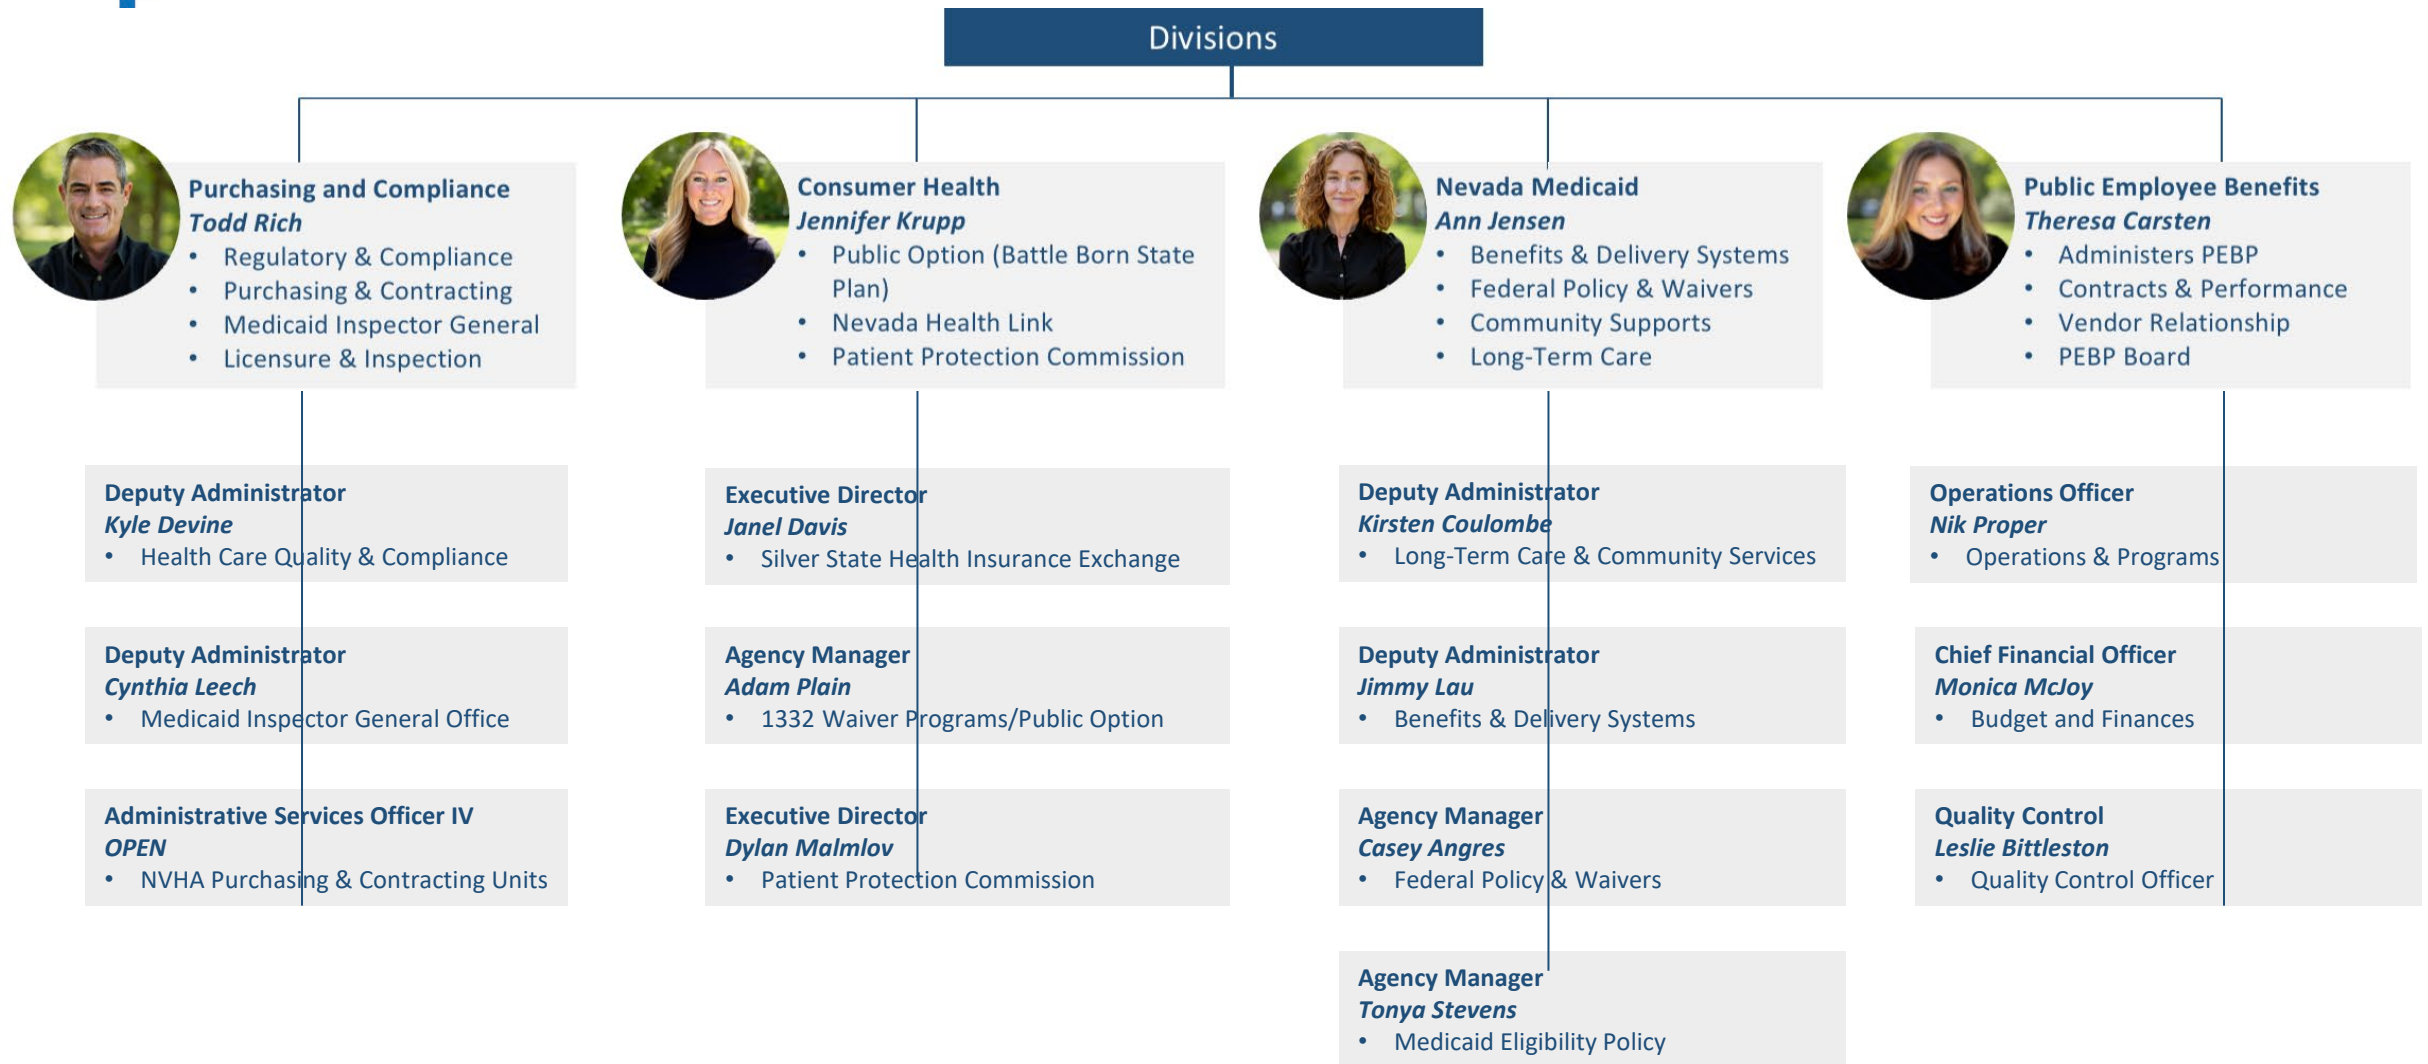 Divisions
Purchasing and Compliance
Todd Rich
• Regulatory & Compliance
• Purchasing & Contracting
• Medicaid Inspector General
• Licensure & Inspection
Consumer Health
Jennifer Krupp
• Public Option (Battle Born State
Plan)
• Nevada Health Link
• Patient Protection Commission
Nevada Medicaid
Ann Jensen
• Benefits & Delivery Systems
• Federal Policy & Waivers
• Community Supports
• Long-Term Care
Public Employee Benefits
Theresa Carsten
• Administers PEBP
• Contracts & Performance
• Vendor Relationship
• PEBP Board
Deputy Administrator
Kyle Devine
• Health Care Quality & Compliance
Deputy Administrator
Cynthia Leech
• Medicaid Inspector General Office
Administrative Services Officer IV
OPEN
• NVHA Purchasing & Contracting Units
Executive Director
Janel Davis
• Silver State Health Insurance Exchange
Agency Manager
Adam Plain
• 1332 Waiver Programs/Public Option
Executive Director
Dylan Malmlov
• Patient Protection Commission
Deputy Administrator
Kirsten Coulombe
• Long-Term Care & Community Services
Deputy Administrator
Jimmy Lau
• Benefits & Delivery Systems
Agency Manager
Casey Angres
• Federal Policy & Waivers
Agency Manager
Tonya Stevens
• Medicaid Eligibility Policy
Operations Officer
Nik Proper
• Operations & Programs
Chief Financial Officer
Monica McJoy
• Budget and Finances
Quality Control
Leslie Bittleston
• Quality Control Officer